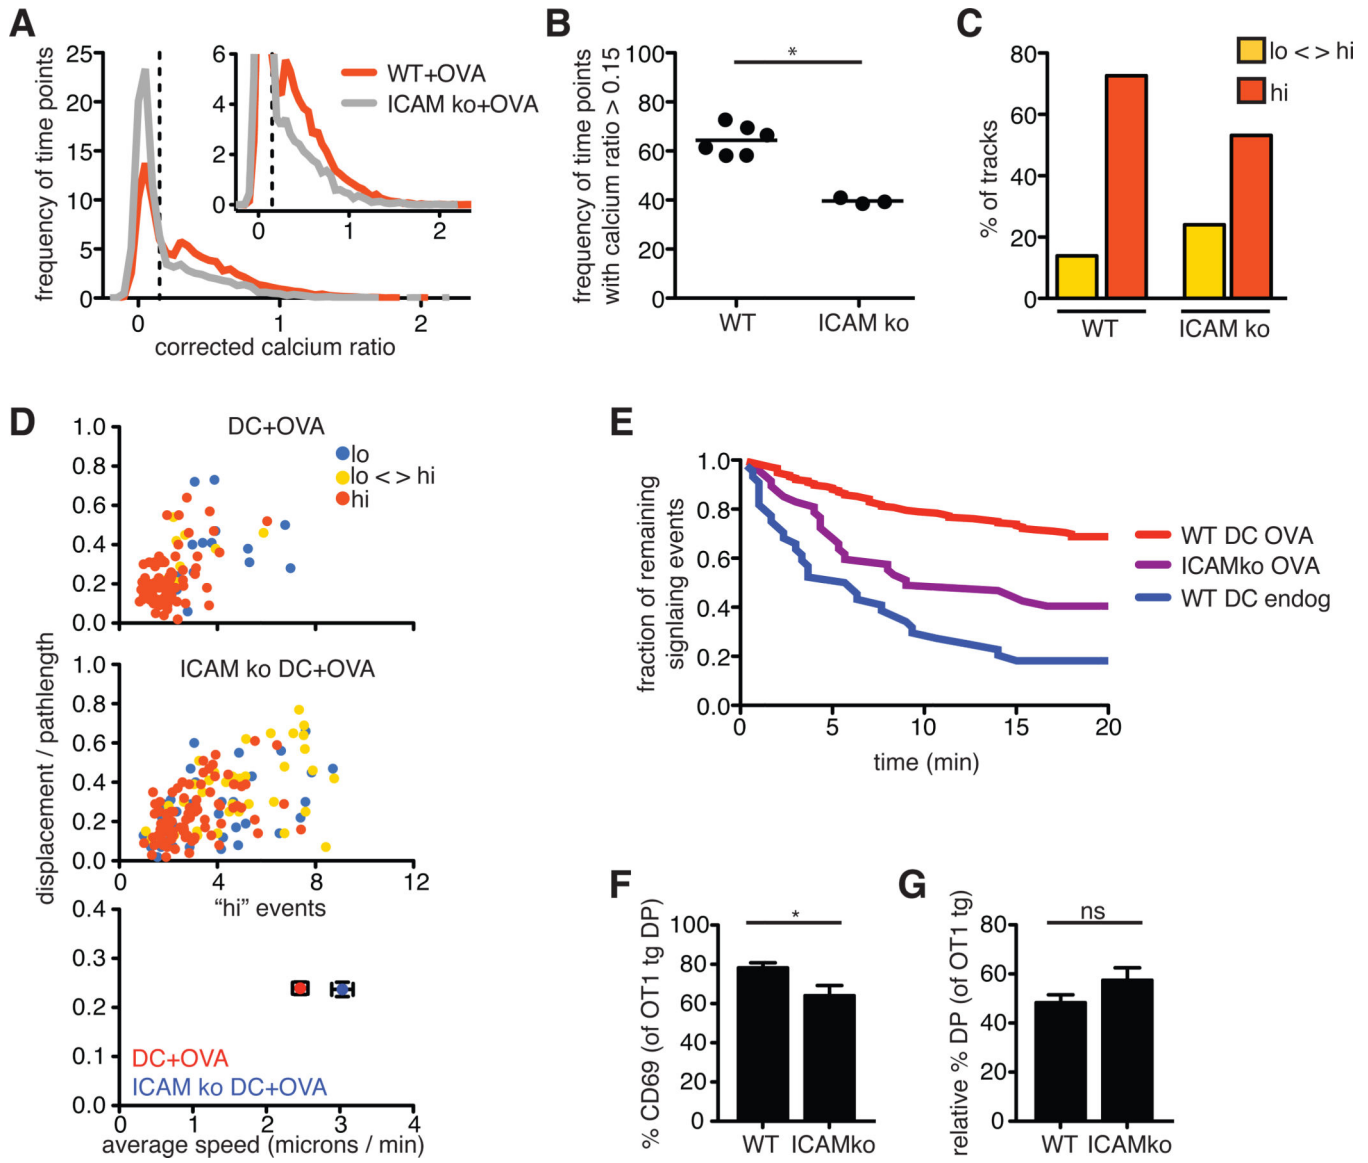 A
25
20
15
10
5
0
frequency of time points
0
1
2
corrected calcium ratio
6
4
2
0
0
1
2
WT+OVA
ICAM ko+OVA
B
100
80
60
40
20
0
frequency of time points
with calcium ratio > 0.15
*
WT
ICAM ko
C
80
60
40
20
0
% of tracks
lo < > hi
hi
WT
ICAM ko
D
DC+OVA
1.0
0.8
0.6
0.4
0.2
0.0
lo
lo < > hi
hi
displacement / pathlength
ICAM ko DC+OVA
1.0
0.8
0.6
0.4
0.2
0.0
0
4
8
12
“hi” events
0.4
0.3
0.2
0.1
0.0
DC+OVA
ICAM ko DC+OVA
0
1
2
3
4
average speed (microns / min)
E
1.0
0.8
0.6
0.4
0.2
0.0
fraction of remaining
signlaing events
0
5
10
15
20
time (min)
WT DC OVA
ICAMko OVA
WT DC endog
F
100
80
60
40
20
0
% CD69 (of OT1 tg DP)
*
WT
ICAMko
G
80
60
40
20
0
relative % DP (of OT1 tg)
ns
WT
ICAMko